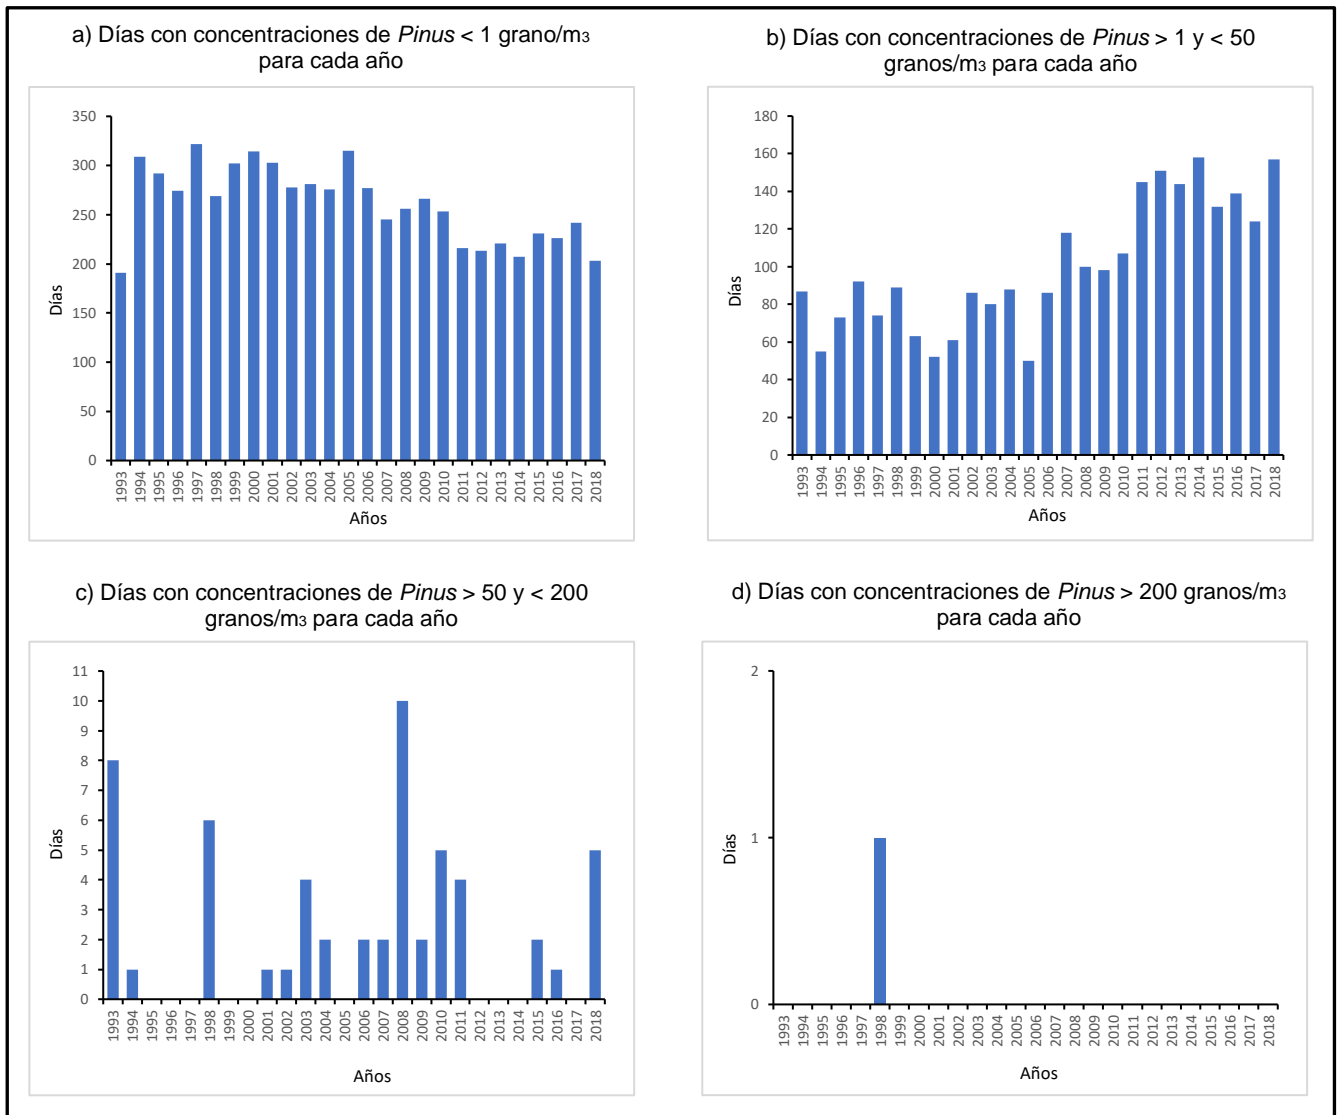 a) Días con concentraciones de Pinus < 1 grano/m3
para cada año
350
300
250
200
150
100
50
0
Días
1993 1994 1995 1996 1997 1998 1999 2000 2001 2002 2003 2004 2005 2006 2007 2008 2009 2010 2011 2012 2013 2014 2015 2016 2017 2018
Años
b) Días con concentraciones de Pinus > 1 y < 50
granos/m3 para cada año
180
160
140
120
100
80
60
40
20
0
Días
1993 1994 1995 1996 1997 1998 1999 2000 2001 2002 2003 2004 2005 2006 2007 2008 2009 2010 2011 2012 2013 2014 2015 2016 2017 2018
Años
c) Días con concentraciones de Pinus > 50 y < 200
granos/m3 para cada año
11
10
9
8
7
6
5
4
3
2
1
0
Días
1993 1994 1995 1996 1997 1998 1999 2000 2001 2002 2003 2004 2005 2006 2007 2008 2009 2010 2011 2012 2013 2014 2015 2016 2017 2018
Años
d) Días con concentraciones de Pinus > 200 granos/m3
para cada año
2
1
0
Días
1993 1994 1995 1996 1997 1998 1999 2000 2001 2002 2003 2004 2005 2006 2007 2008 2009 2010 2011 2012 2013 2014 2015 2016 2017 2018
Años